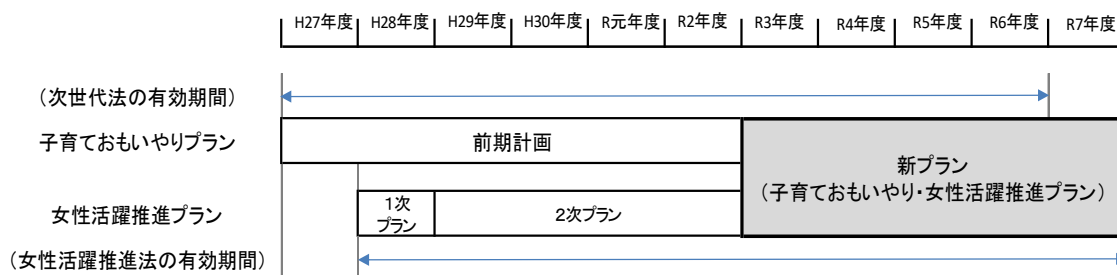 H27年度 H28年度 H29年度 H30年度 R元年度 R2年度 R3年度 R4年度 R5年度 R6年度 R7年度
（次世代法の有効期間）
子育ておもいやりプラン
前期計画
新プラン
（子育ておもいやり・女性活躍推進プラン）
女性活躍推進プラン
1次
プラン
2次プラン
（女性活躍推進法の有効期間）